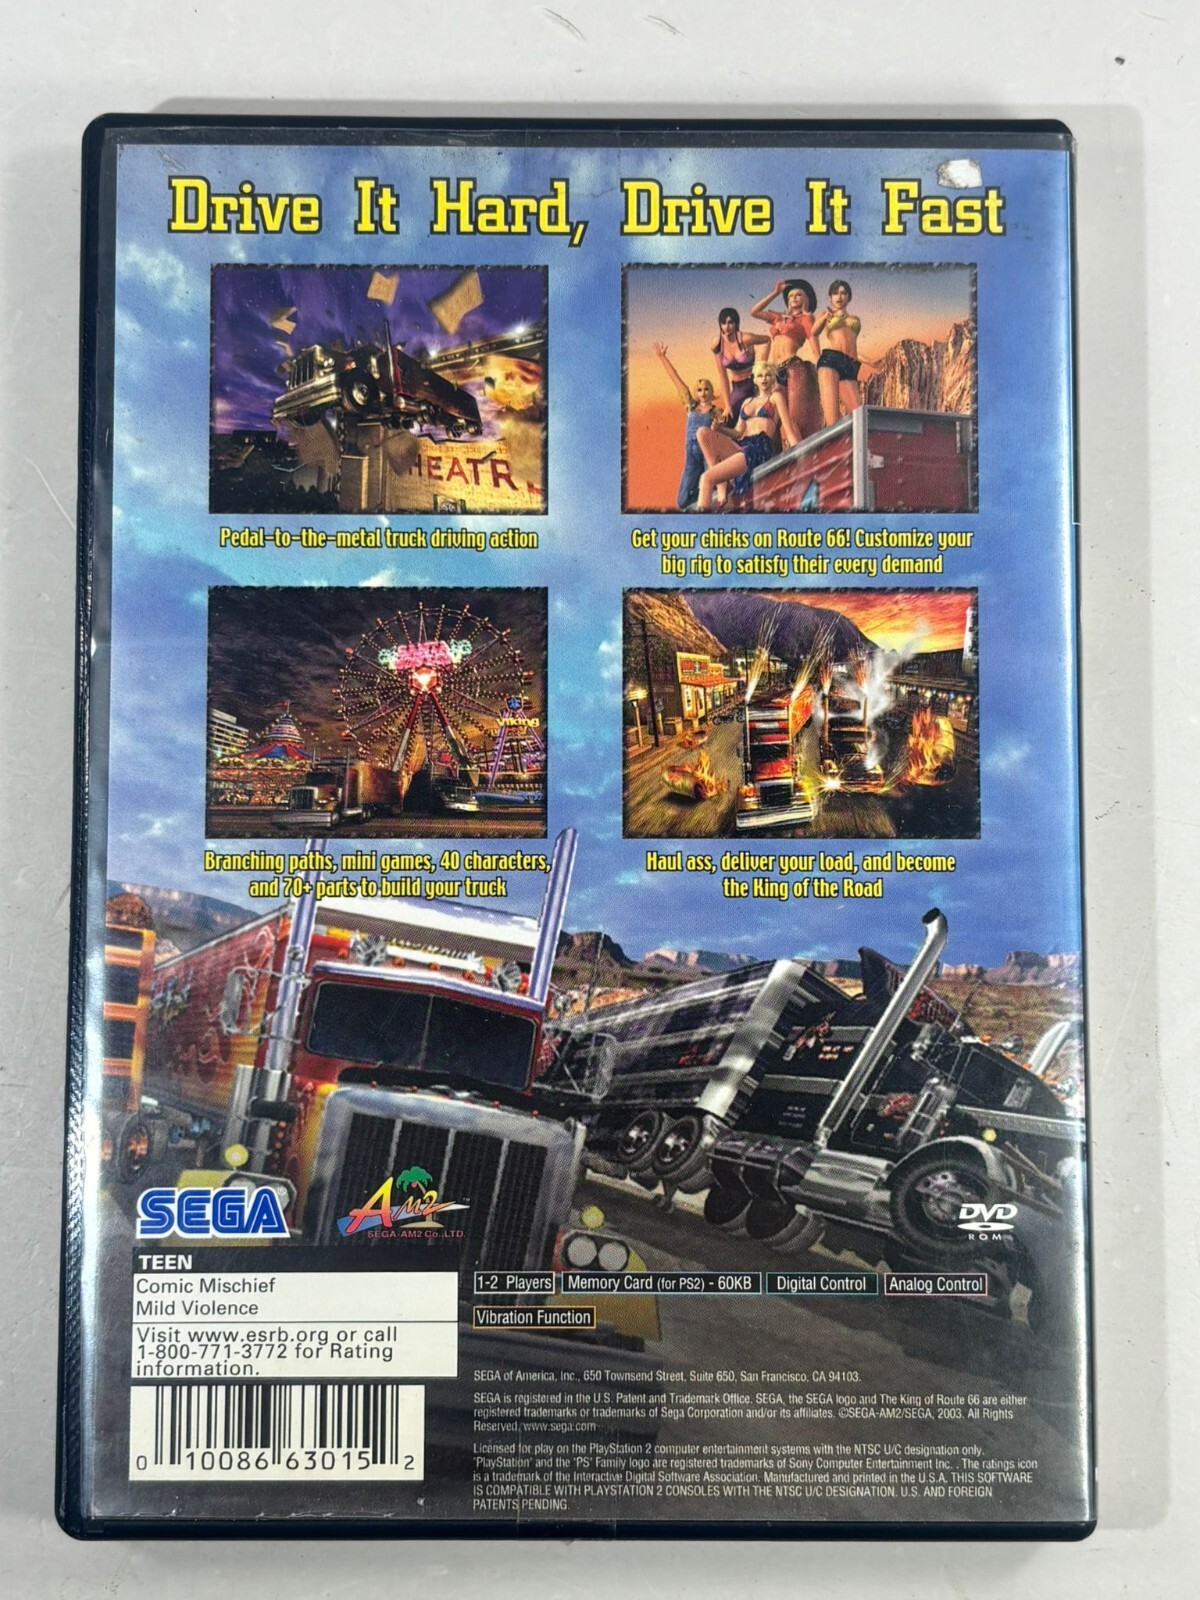 Drive It Hard, Drive It Fast
HEATR
Pedal-to-the-metal truck driving action
Get your chicks on Route 66! Customize your
big rig to satisfy their every demand
viking
Branching paths, mini games, 40 characters,
and 70+ parts to build your truck
Haul ass, deliver your load, and become
the King of the Road
SEGA®
AM2™
SEGA-AM2 Co.,LTD.
DVD
ROM
TEEN
Comic Mischief
Mild Violence
Visit www.esrb.org or call
1-800-771-3772 for Rating
information.
1-2 Players
Memory Card (for PS2) - 60KB
Digital Control
Analog Control
Vibration Function
SEGA of America, Inc., 650 Townsend Street, Suite 650, San Francisco, CA 94103.
SEGA is registered in the U.S. Patent and Trademark Office. SEGA, the SEGA logo and The King of Route 66 are either
registered trademarks or trademarks of Sega Corporation and/or its affiliates. ©SEGA-AM2/SEGA, 2003. All Rights
Reserved. www.sega.com
Licensed for play on the PlayStation 2 computer entertainment systems with the NTSC U/C designation only.
"PlayStation" and the "PS" Family logo are registered trademarks of Sony Computer Entertainment Inc. . The ratings icon
is a trademark of the Interactive Digital Software Association. Manufactured and printed in the U.S.A. THIS SOFTWARE
IS COMPATIBLE WITH PLAYSTATION 2 CONSOLES WITH THE NTSC U/C DESIGNATION. U.S. AND FOREIGN
PATENTS PENDING.
0 10086 63015 2